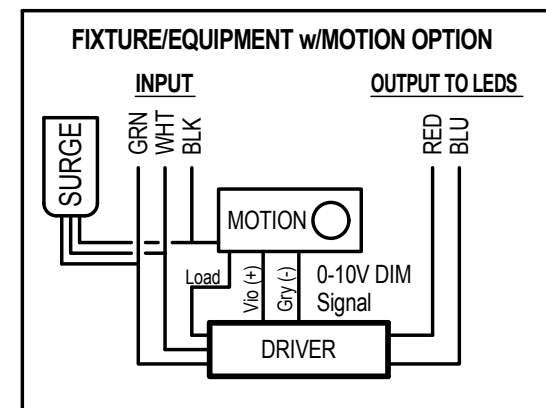 FIXTURE/EQUIPMENT w/MOTION OPTION
INPUT
OUTPUT TO LEDS
SURGE
GRN
WHT
BLK
RED
BLU
MOTION
Load
Vio (+)
Gry (-)
0-10V DIM
Signal
DRIVER